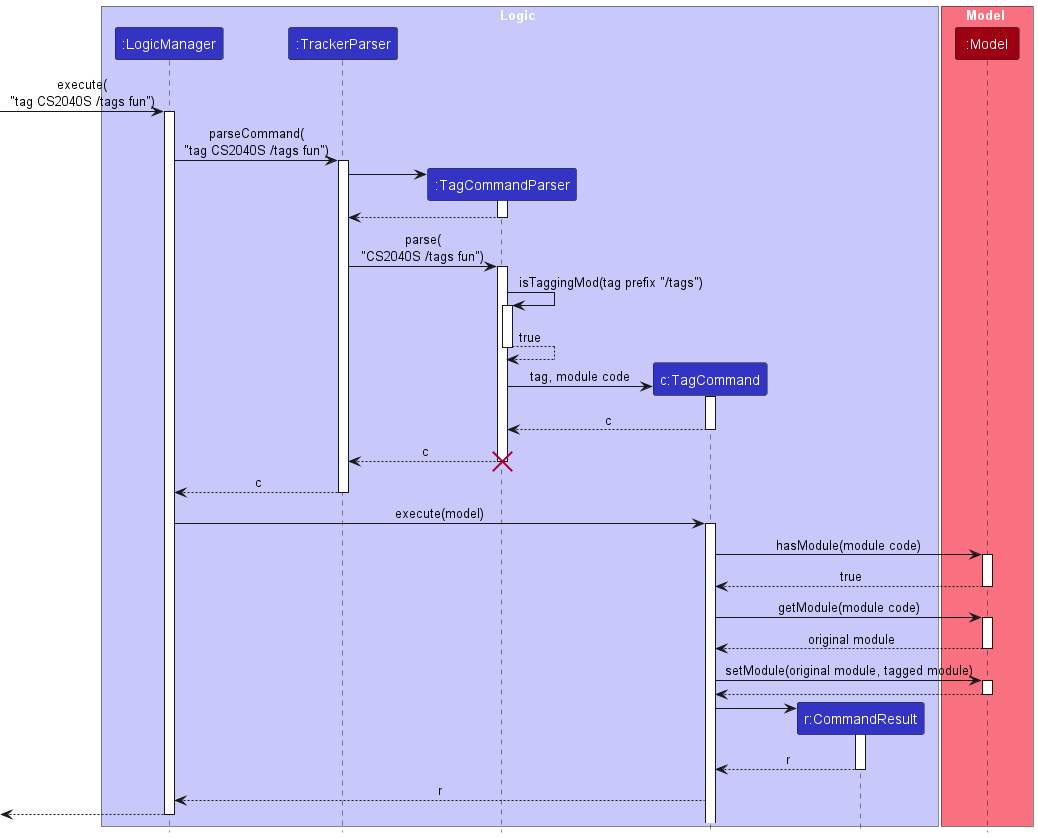 Logic
Model
:LogicManager
:TrackerParser
:Model
execute(
"tag CS2040S /tags fun")
parseCommand(
"tag CS2040S /tags fun")
:TagCommandParser
parse(
"CS2040S /tags fun")
isTaggingMod(tag prefix "/tags")
true
tag, module code
c:TagCommand
c
c
c
execute(model)
hasModule(module code)
true
getModule(module code)
original module
setModule(original module, tagged module)
r:CommandResult
r
r